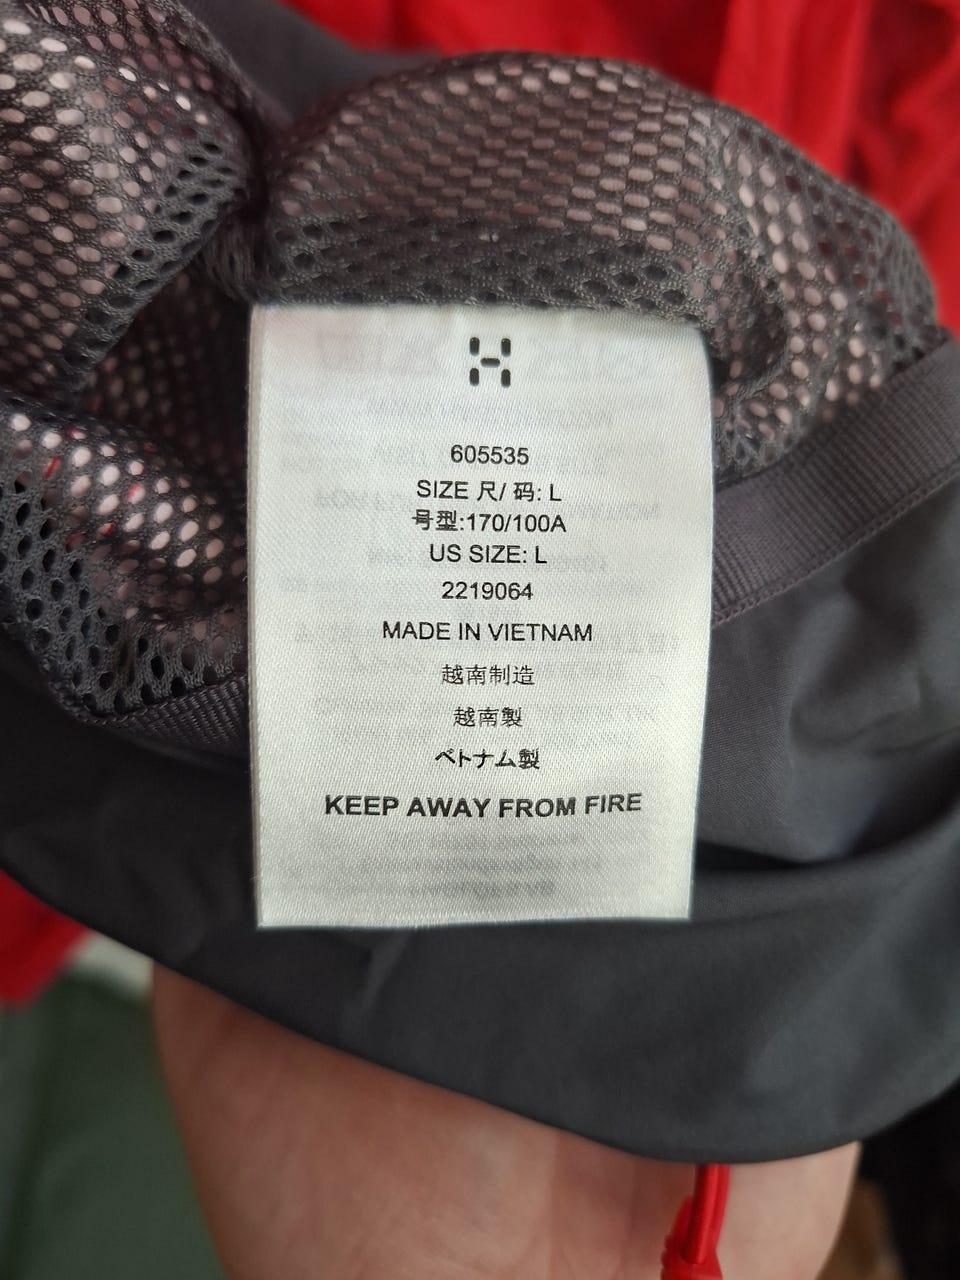 605535
SIZE 尺/ 码: L
号型:170/100A
US SIZE: L
2219064
MADE IN VIETNAM
越南制造
越南製
ベトナム製
KEEP AWAY FROM FIRE